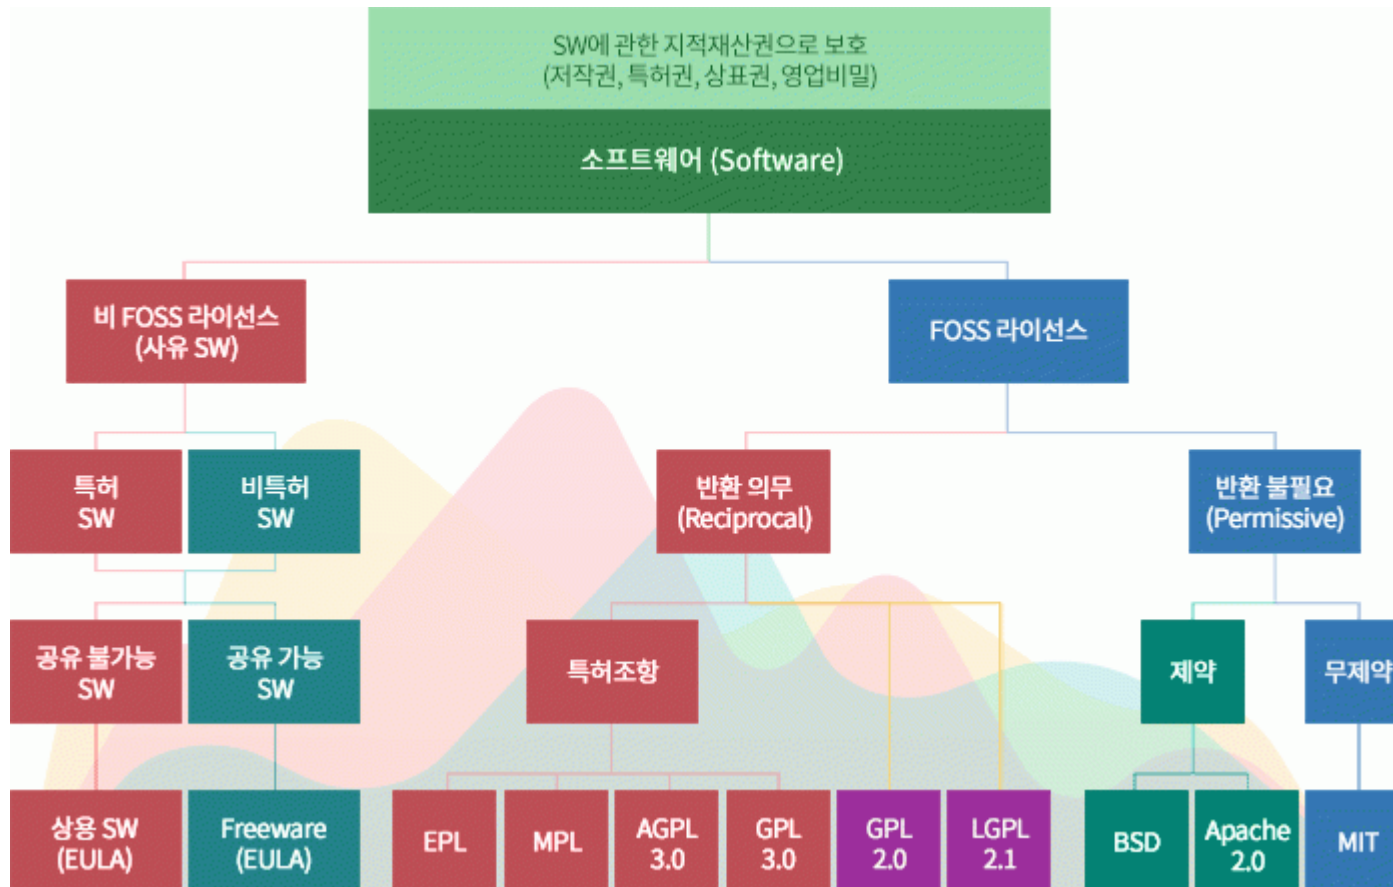 SW에 관한 지적재산권으로 보호
(저작권, 특허권, 상표권, 영업비밀)
소프트웨어 (Software)
비 FOSS 라이선스
(사유 SW)
FOSS 라이선스
특허
SW
비특허
SW
반환 의무
(Reciprocal)
반환 불필요
(Permissive)
공유 불가능
SW
공유 가능
SW
특허조항
제약
무제약
상용 SW
(EULA)
Freeware
(EULA)
EPL
MPL
AGPL
3.0
GPL
3.0
GPL
2.0
LGPL
2.1
BSD
Apache
2.0
MIT